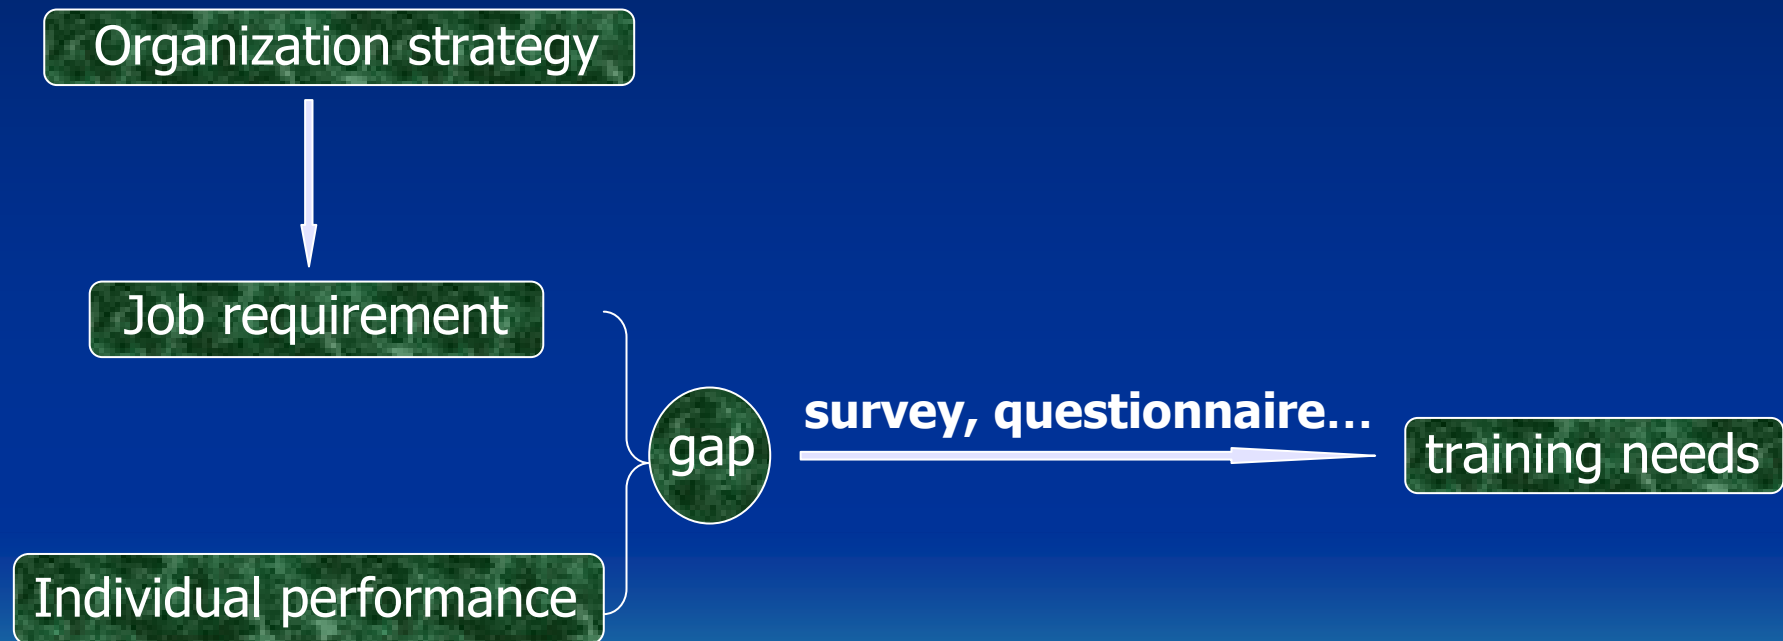 Organization strategy
Job requirement
gap
survey, questionnaire…
training needs
Individual performance